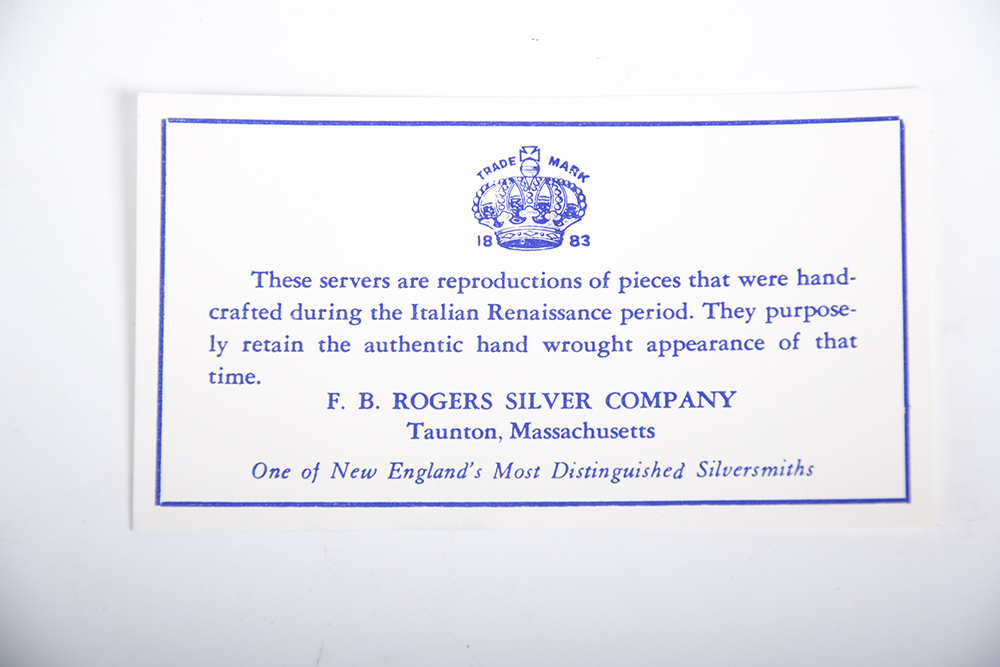 TRADE MARK
18 83
These servers are reproductions of pieces that were hand-
crafted during the Italian Renaissance period. They purpose-
ly retain the authentic hand wrought appearance of that
time.
F. B. ROGERS SILVER COMPANY
Taunton, Massachusetts
One of New England's Most Distinguished Silversmiths